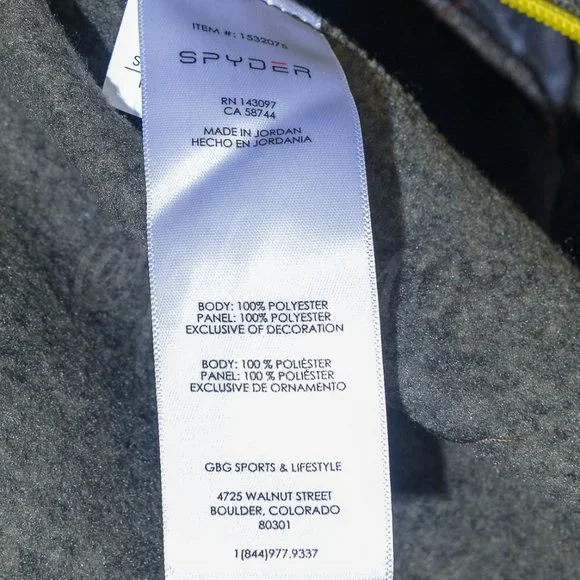 ITEM #: 1532075
SPYDER
RN 143097
CA 58744
MADE IN JORDAN
HECHO EN JORDANIA
BODY: 100% POLYESTER
PANEL: 100% POLYESTER
EXCLUSIVE OF DECORATION
BODY: 100 % POLIÉSTER
PANEL: 100 % POLIÉSTER
EXCLUSIVE DE ORNAMENTO
GBG SPORTS & LIFESTYLE
4725 WALNUT STREET
BOULDER, COLORADO
80301
1(844)977.9337